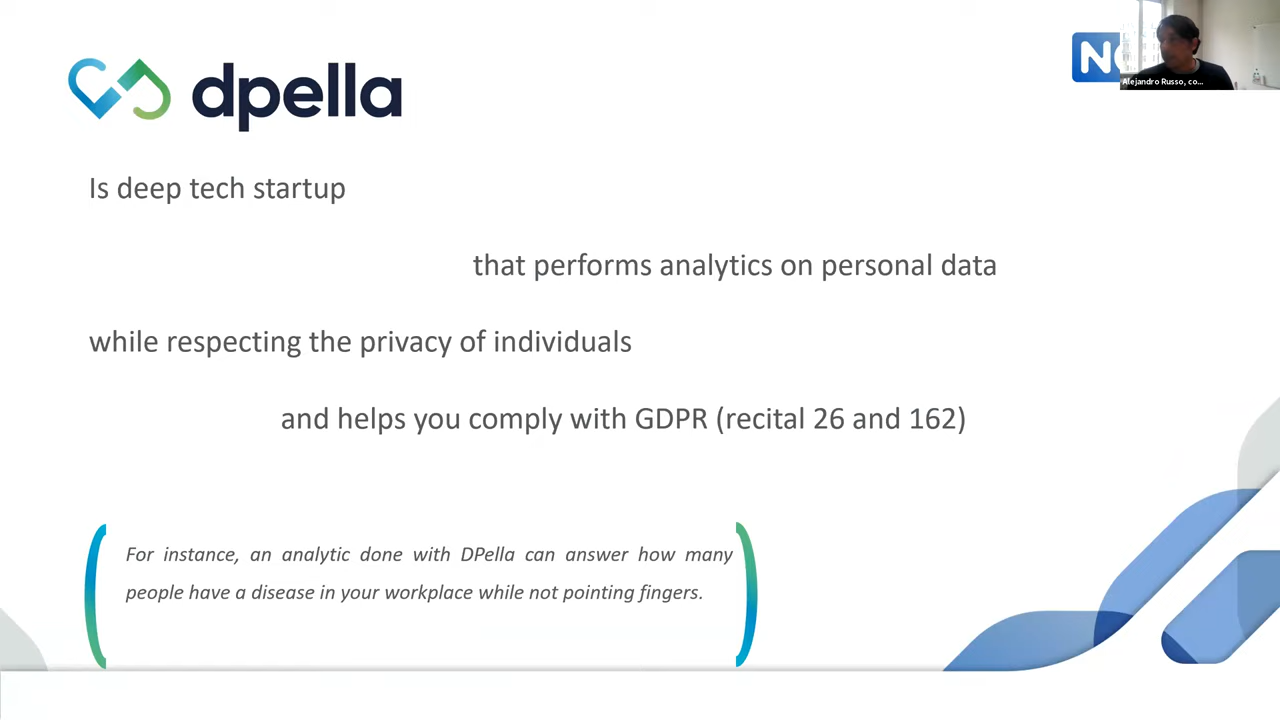 dpella
Alejandro Russo, co...
Is deep tech startup
that performs analytics on personal data
while respecting the privacy of individuals
and helps you comply with GDPR (recital 26 and 162)
For instance, an analytic done with DPella can answer how many
people have a disease in your workplace while not pointing fingers.